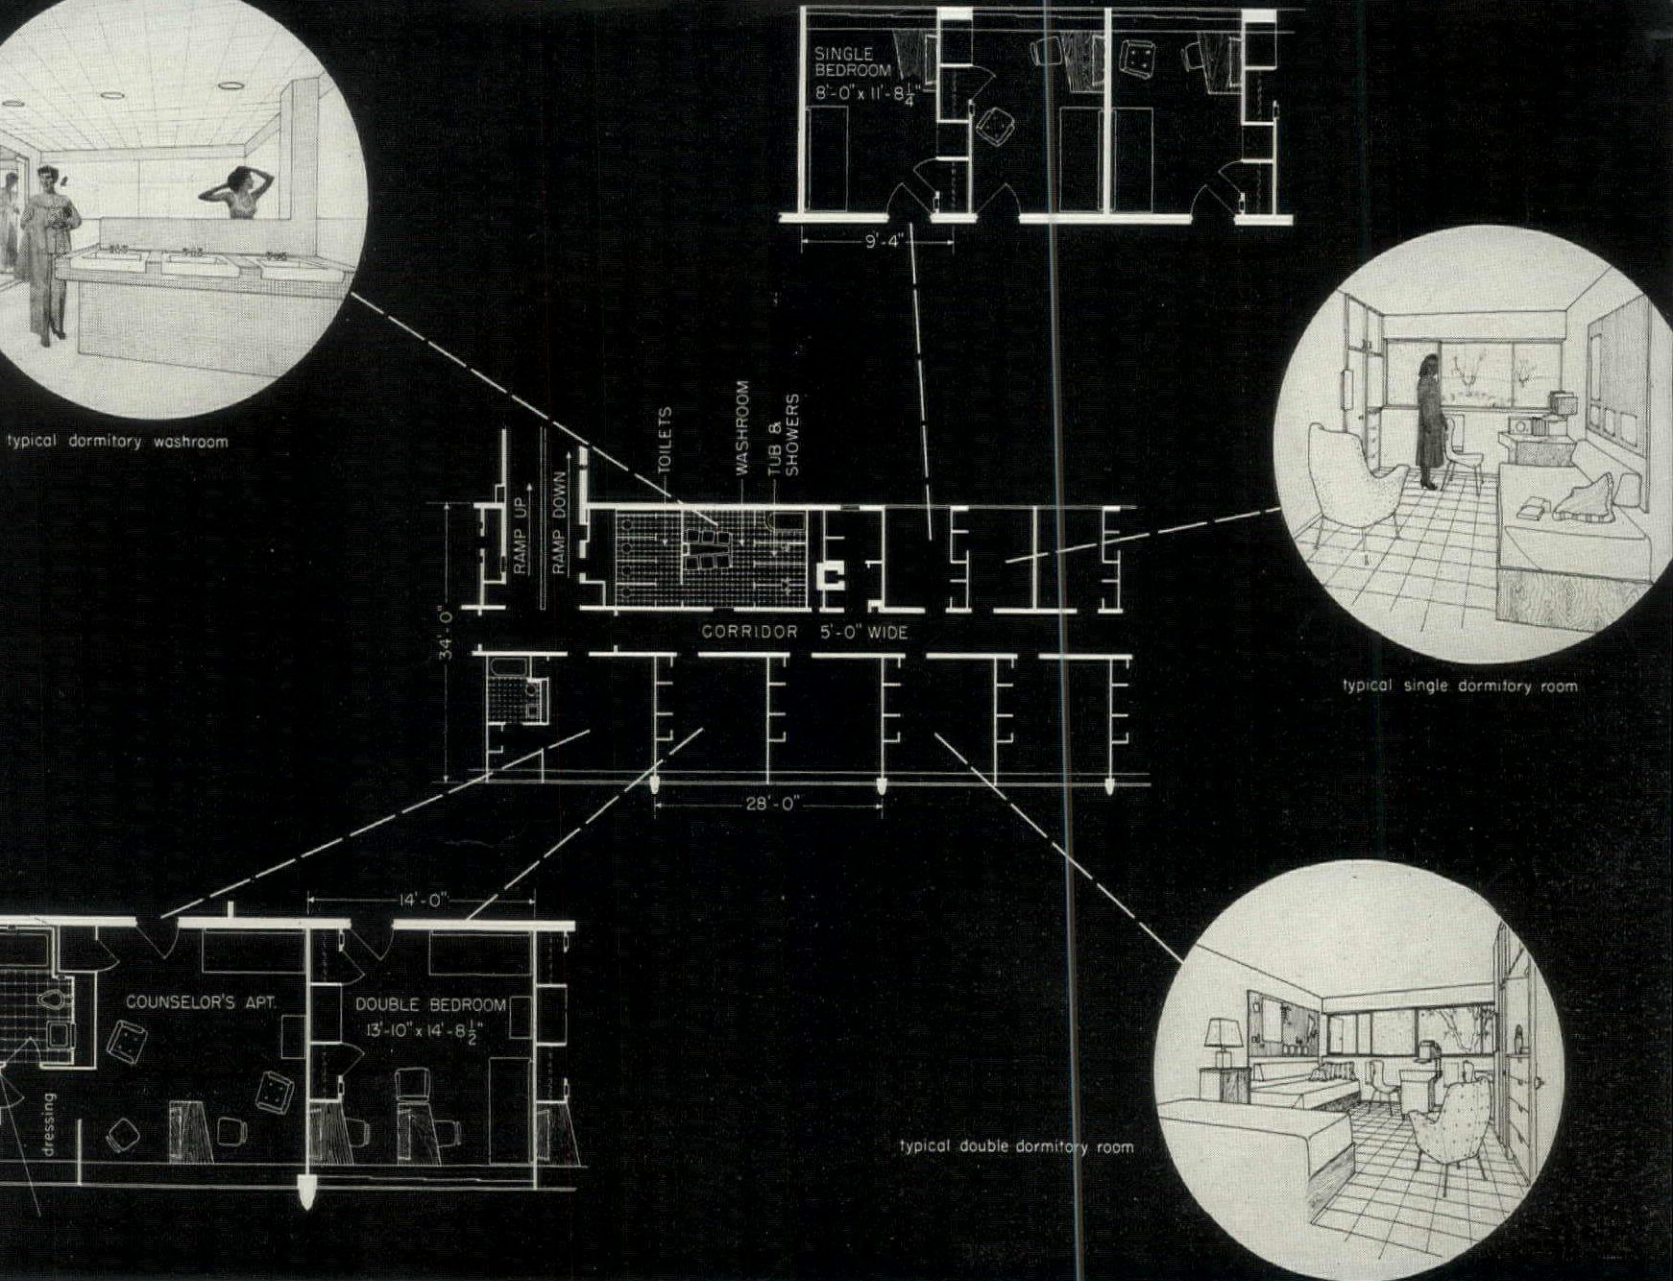 SINGLE
BEDROOM
8'-0" x 11'-8¼"
9'-4"
typical dormitory washroom
TOILETS
WASHROOM
TUB &
SHOWERS
RAMP UP
RAMP DOWN
34'-0"
CORRIDOR 5'-0" WIDE
typical single dormitory room
28'-0"
14'-0"
COUNSELOR'S APT.
DOUBLE BEDROOM
13'-10" x 14'-8½"
dressing
typical double dormitory room